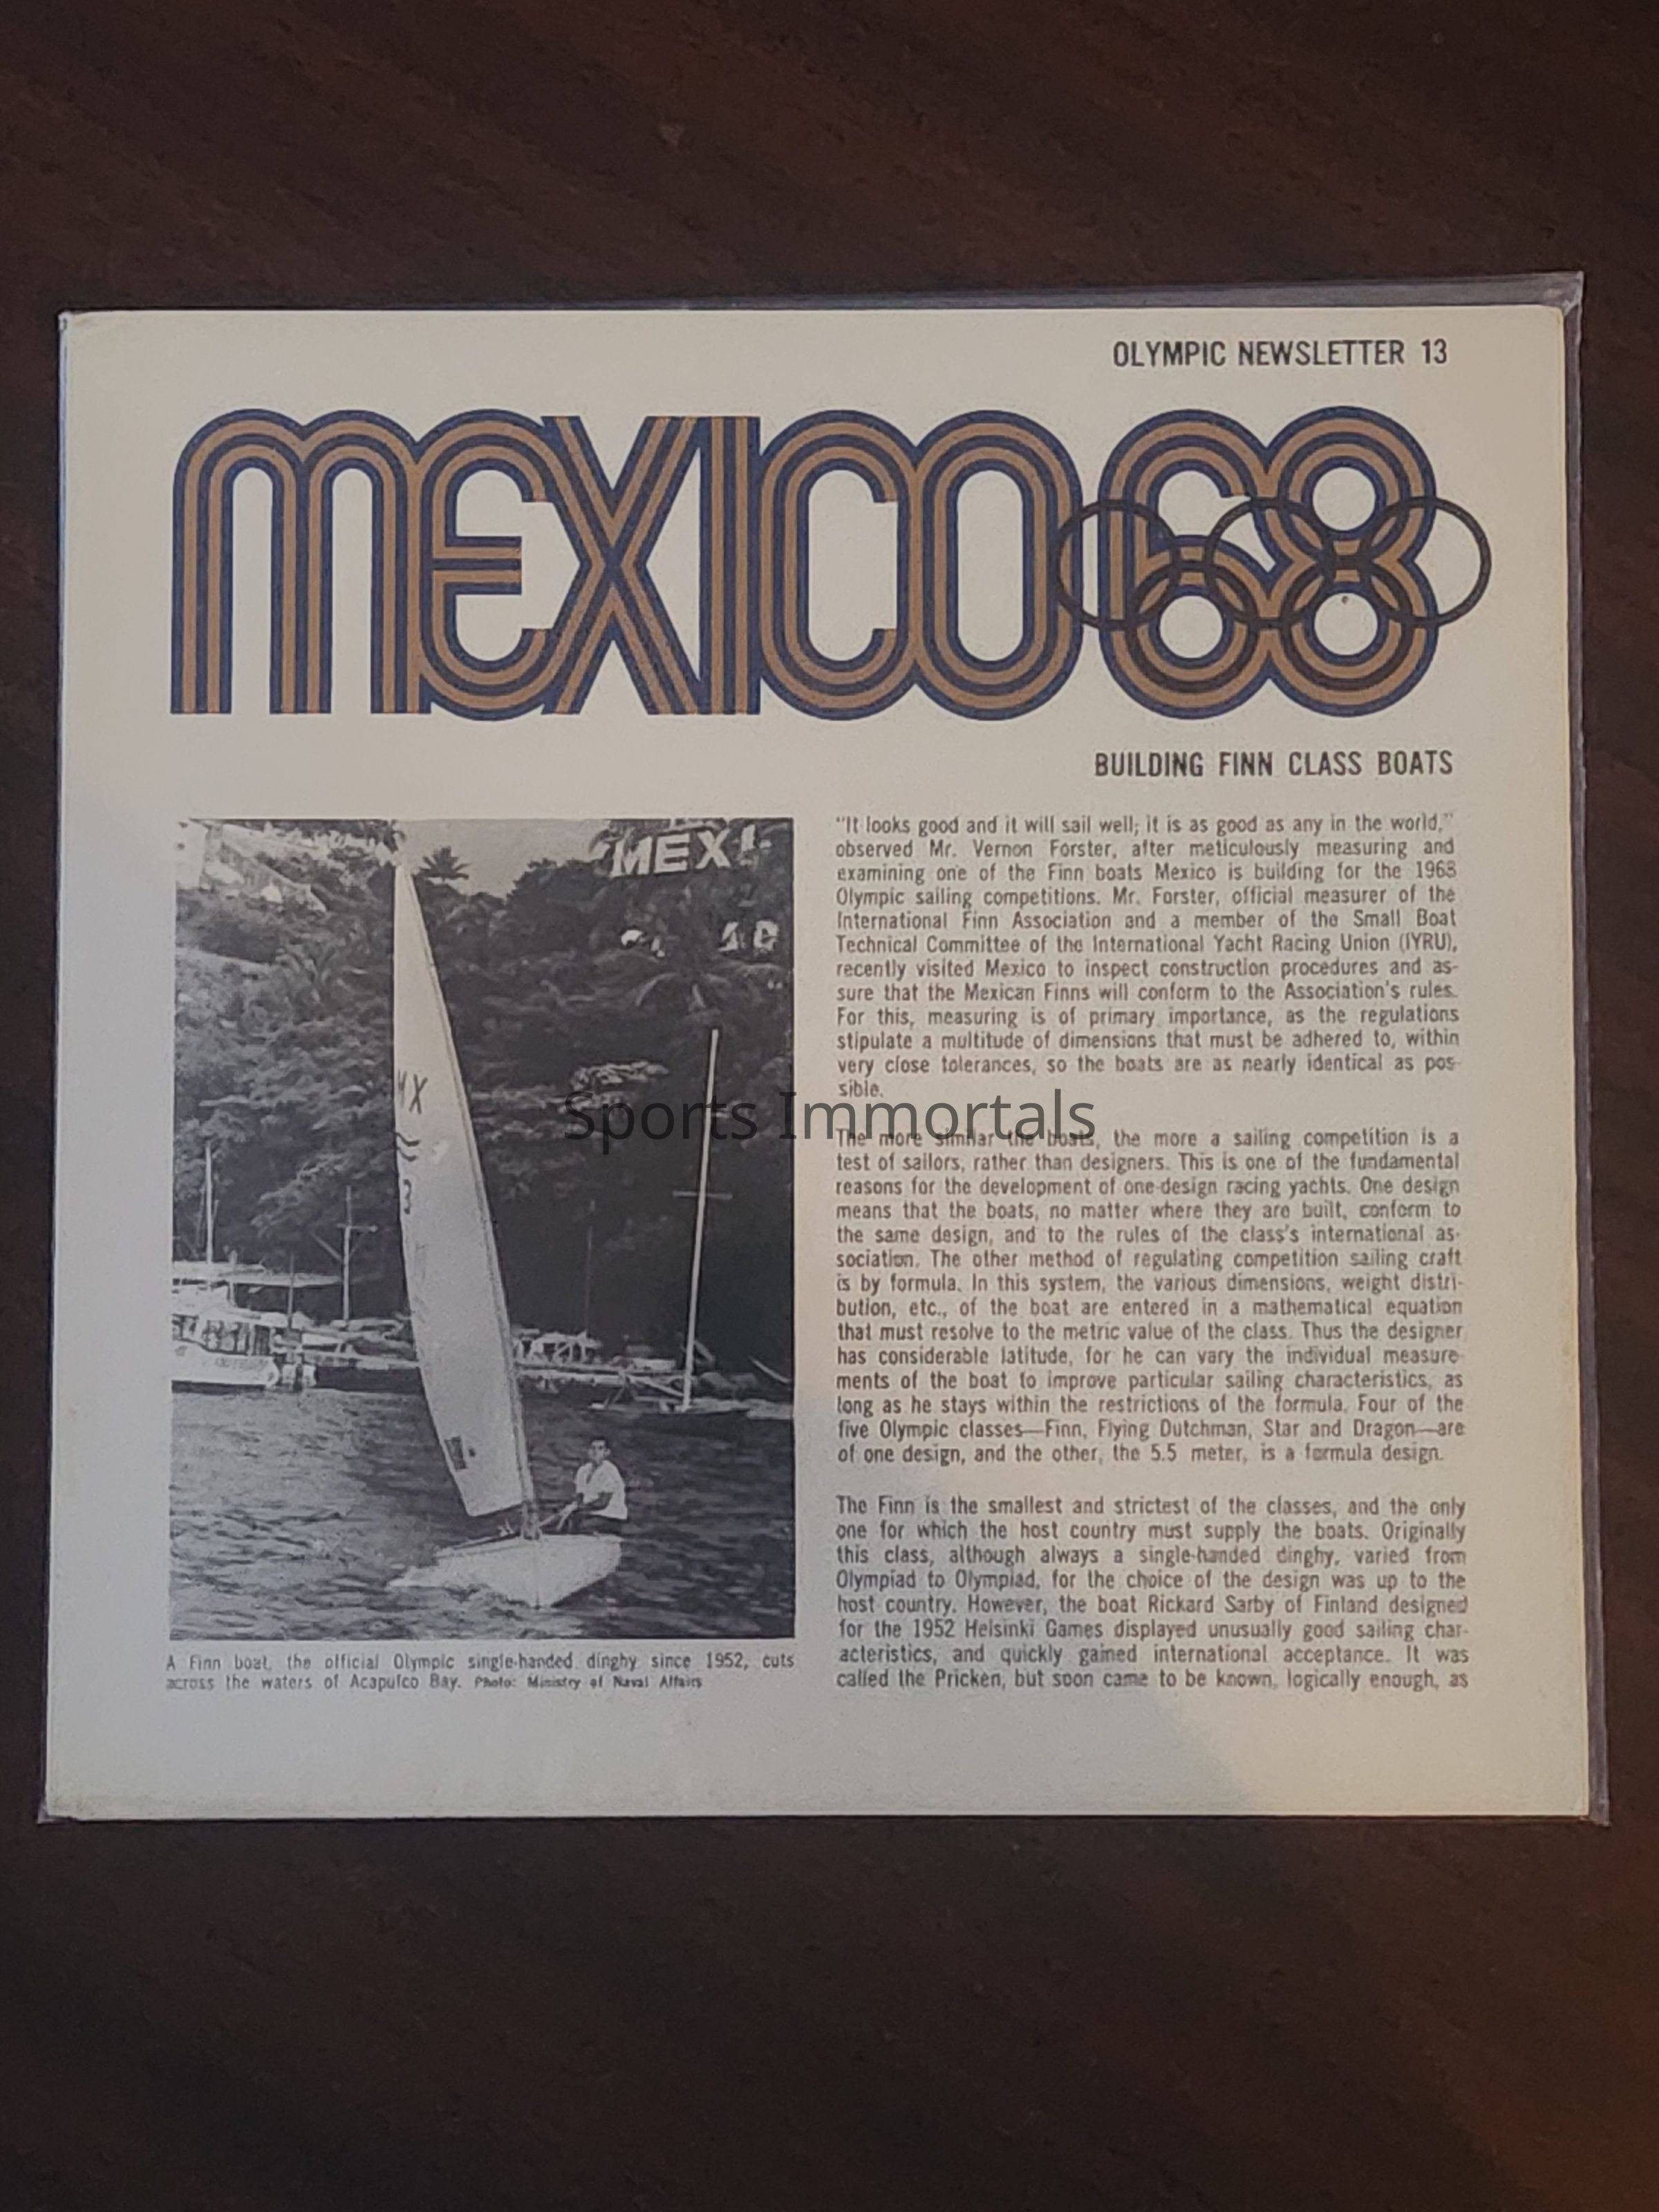 OLYMPIC NEWSLETTER 13
MEXICO68
BUILDING FINN CLASS BOATS
MEX
MX
3
A Finn boat, the official Olympic single-handed dinghy since 1952, cuts
across the waters of Acapulco Bay. Photo: Ministry of Naval Affairs
"It looks good and it will sail well; it is as good as any in the world,"
observed Mr. Vernon Forster, after meticulously measuring and
examining one of the Finn boats Mexico is building for the 1968
Olympic sailing competitions. Mr. Forster, official measurer of the
International Finn Association and a member of the Small Boat
Technical Committee of the International Yacht Racing Union (IYRU),
recently visited Mexico to inspect construction procedures and as-
sure that the Mexican Finns will conform to the Association's rules.
For this, measuring is of primary importance, as the regulations
stipulate a multitude of dimensions that must be adhered to, within
very close tolerances, so the boats are as nearly identical as pos-
sible.
Sports Immortals
The more similar the boats, the more a sailing competition is a
test of sailors, rather than designers. This is one of the fundamental
reasons for the development of one-design racing yachts. One design
means that the boats, no matter where they are built, conform to
the same design, and to the rules of the class's international as-
sociation. The other method of regulating competition sailing craft
is by formula. In this system, the various dimensions, weight distri-
bution, etc., of the boat are entered in a mathematical equation
that must resolve to the metric value of the class. Thus the designer
has considerable latitude, for he can vary the individual measure-
ments of the boat to improve particular sailing characteristics, as
long as he stays within the restrictions of the formula. Four of the
five Olympic classes—Finn, Flying Dutchman, Star and Dragon—are
of one design, and the other, the 5.5 meter, is a formula design.
The Finn is the smallest and strictest of the classes, and the only
one for which the host country must supply the boats. Originally
this class, although always a single-handed dinghy, varied from
Olympiad to Olympiad, for the choice of the design was up to the
host country. However, the boat Rickard Sarby of Finland designed
for the 1952 Helsinki Games displayed unusually good sailing char-
acteristics, and quickly gained international acceptance. It was
called the Pricken, but soon came to be known, logically enough, as